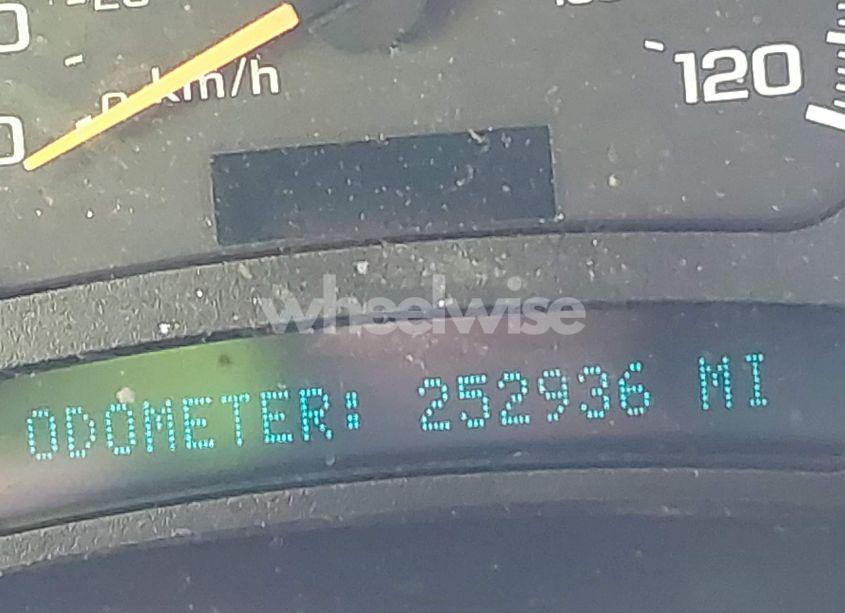 km/h
120
wheelwise
ODOMETER: 252936 MI